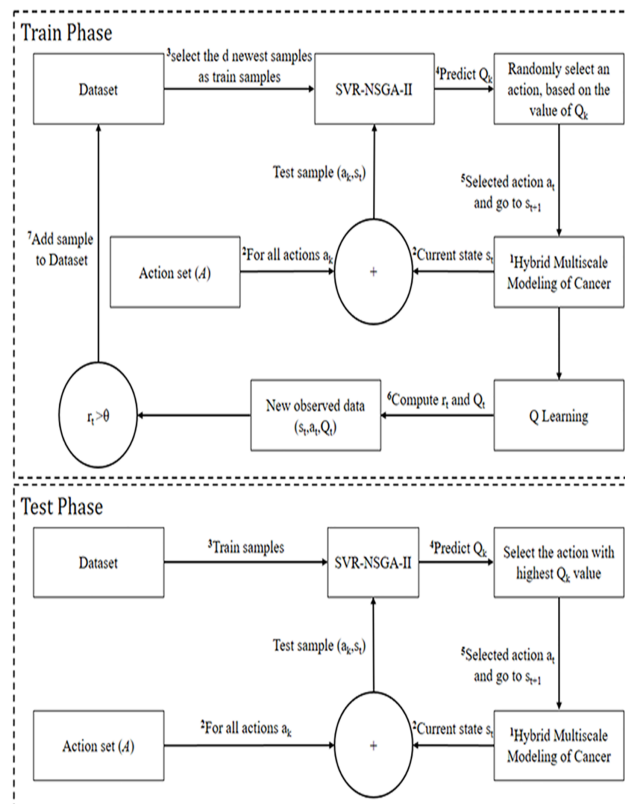 Train Phase
Dataset
³select the d newest samples
as train samples
SVR-NSGA-II
⁴Predict Qₖ
Randomly select an
action, based on the
value of Qₖ
Test sample (aₖ,sₜ)
⁵Selected action aₜ
and go to sₜ₊₁
⁷Add sample
to Dataset
Action set (A)
²For all actions aₖ
+
²Current state sₜ
¹Hybrid Multiscale
Modeling of Cancer
rₜ>θ
New observed data
(sₜ,aₜ,Qₜ)
⁶Compute rₜ and Qₜ
Q Learning
Test Phase
Dataset
³Train samples
SVR-NSGA-II
⁴Predict Qₖ
Select the action with
highest Qₖ value
Test sample (aₖ,sₜ)
⁵Selected action aₜ
and go to sₜ₊₁
Action set (A)
²For all actions aₖ
+
²Current state sₜ
¹Hybrid Multiscale
Modeling of Cancer